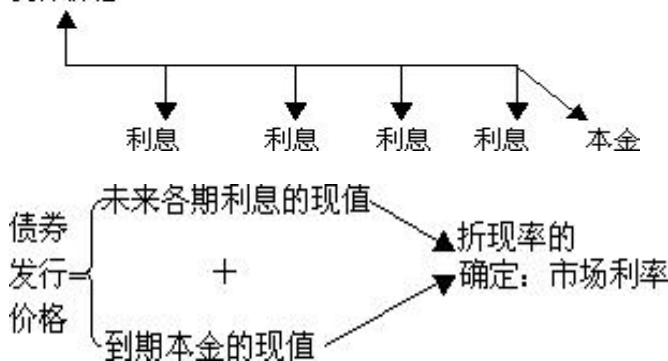 利息 利息 利息 利息 本金
未来各期利息的现值
债券
发行=
价格
+
到期本金的现值
折现率的
确定：市场利率